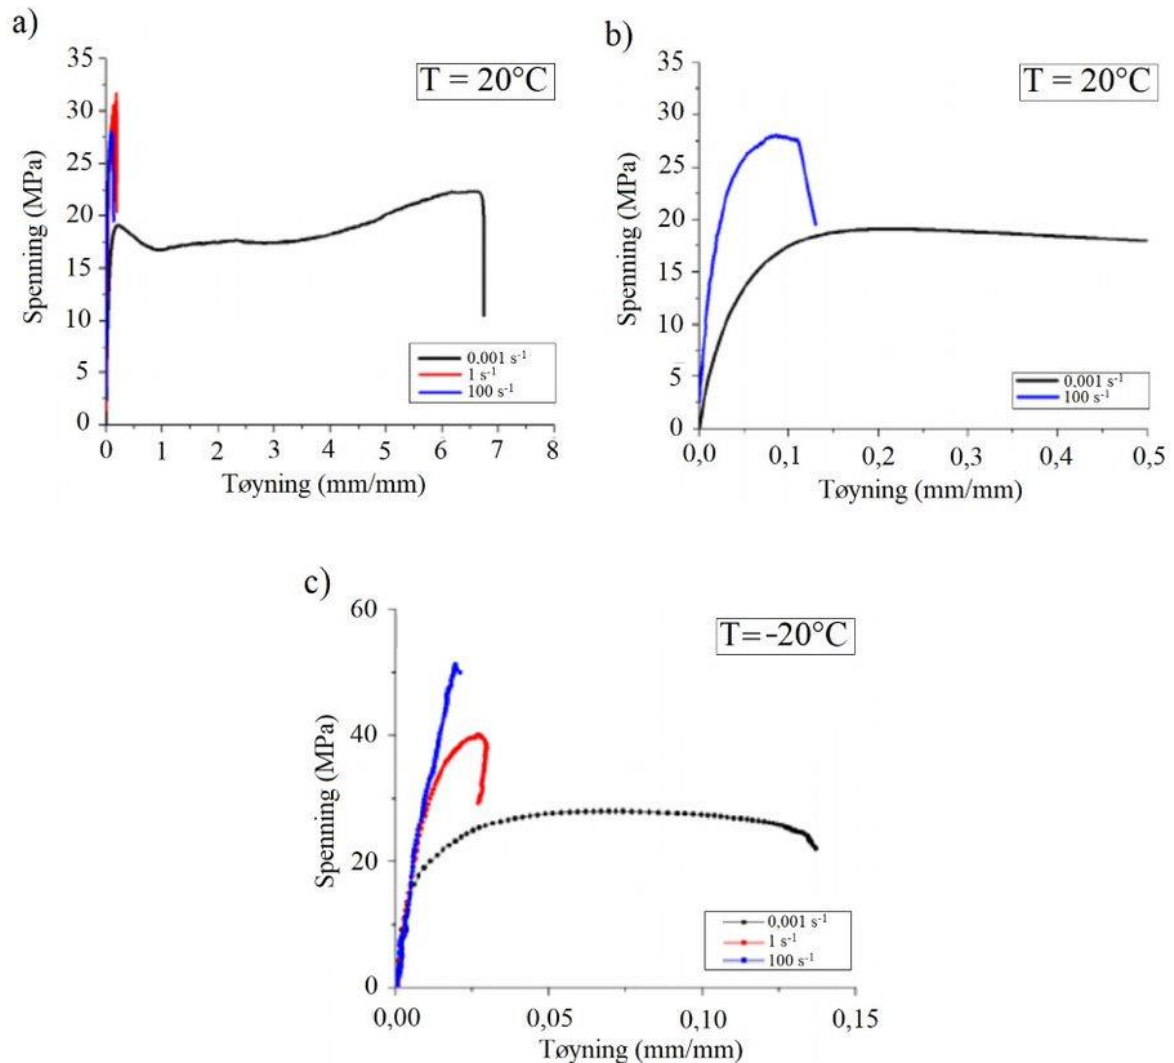 a)
T = 20°C
35
30
25
20
15
10
5
0
Spenning (MPa)
0 1 2 3 4 5 6 7 8
Tøyning (mm/mm)
0,001 s⁻¹
1 s⁻¹
100 s⁻¹
b)
T = 20°C
35
30
25
20
15
10
5
0
Spenning (MPa)
0,0 0,1 0,2 0,3 0,4 0,5
Tøyning (mm/mm)
0,001 s⁻¹
100 s⁻¹
c)
T= -20°C
60
40
20
0
Spenning (MPa)
0,00 0,05 0,10 0,15
Tøyning (mm/mm)
0,001 s⁻¹
1 s⁻¹
100 s⁻¹